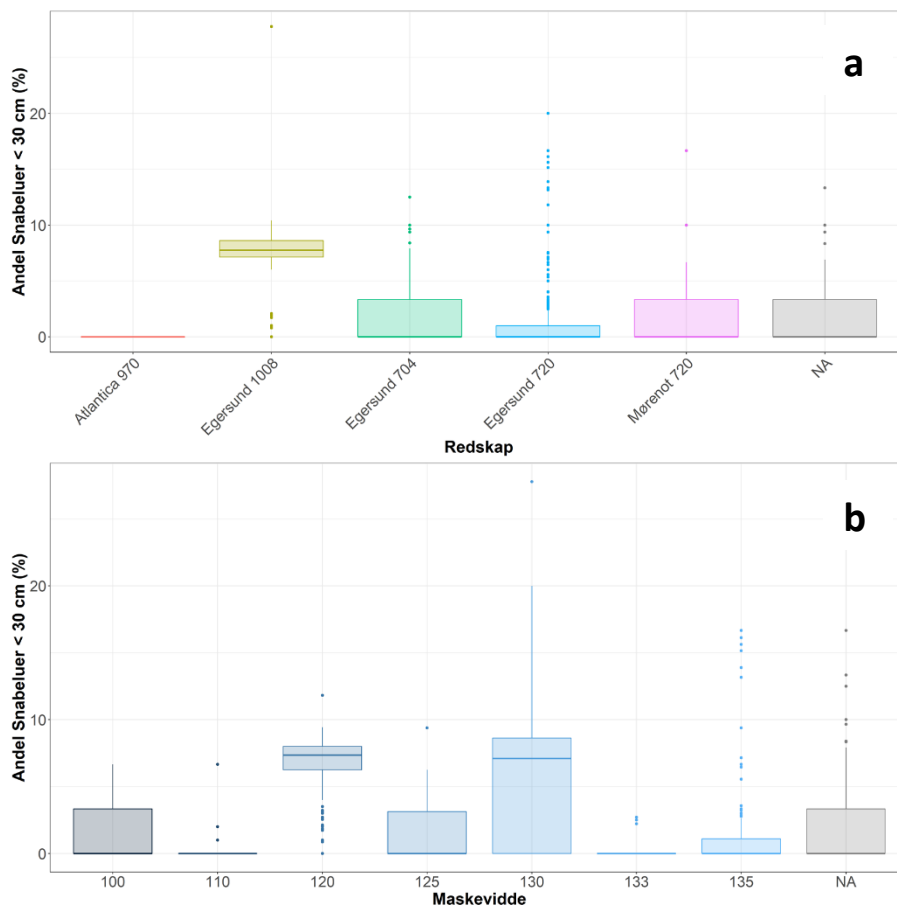 a
Andel Snabeluer < 30 cm (%)
20
10
0
Atlantica 970
Egersund 1008
Egersund 704
Egersund 720
Mørenot 720
NA
Redskap
b
Andel Snabeluer < 30 cm (%)
20
10
0
100
110
120
125
130
133
135
NA
Maskevidde